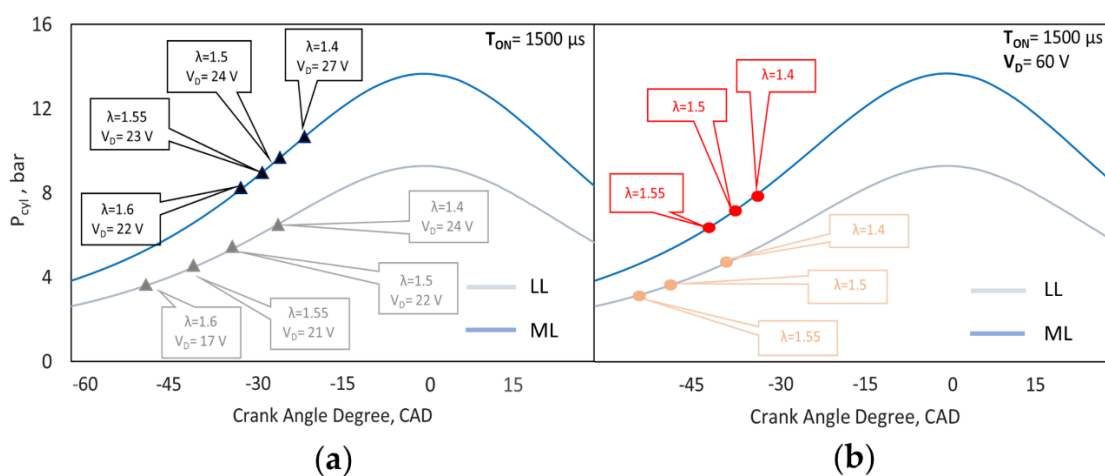 16
12
8
4
0
P_cyl , bar
T_ON= 1500 µs
λ=1.4
V_D= 27 V
λ=1.5
V_D= 24 V
λ=1.55
V_D= 23 V
λ=1.6
V_D= 22 V
λ=1.4
V_D= 24 V
λ=1.5
V_D= 22 V
λ=1.55
V_D= 21 V
λ=1.6
V_D= 17 V
LL
ML
-60 -45 -30 -15 0 15
Crank Angle Degree, CAD
(a)
T_ON= 1500 µs
V_D= 60 V
λ=1.4
λ=1.5
λ=1.55
λ=1.4
λ=1.5
λ=1.55
LL
ML
-45 -30 -15 0 15
Crank Angle Degree, CAD
(b)